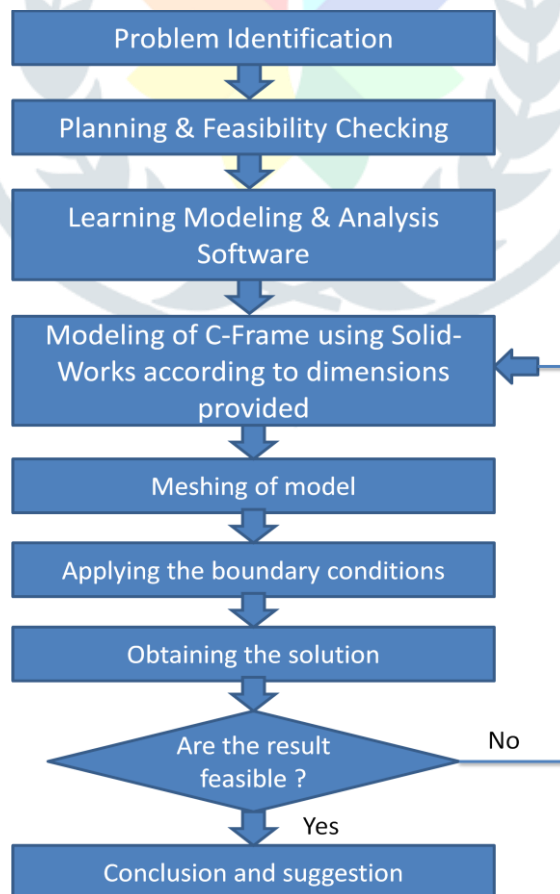 Problem Identification
Planning & Feasibility Checking
Learning Modeling & Analysis
Software
Modeling of C-Frame using Solid-
Works according to dimensions
provided
Meshing of model
Applying the boundary conditions
Obtaining the solution
Are the result
feasible ?
No
Yes
Conclusion and suggestion